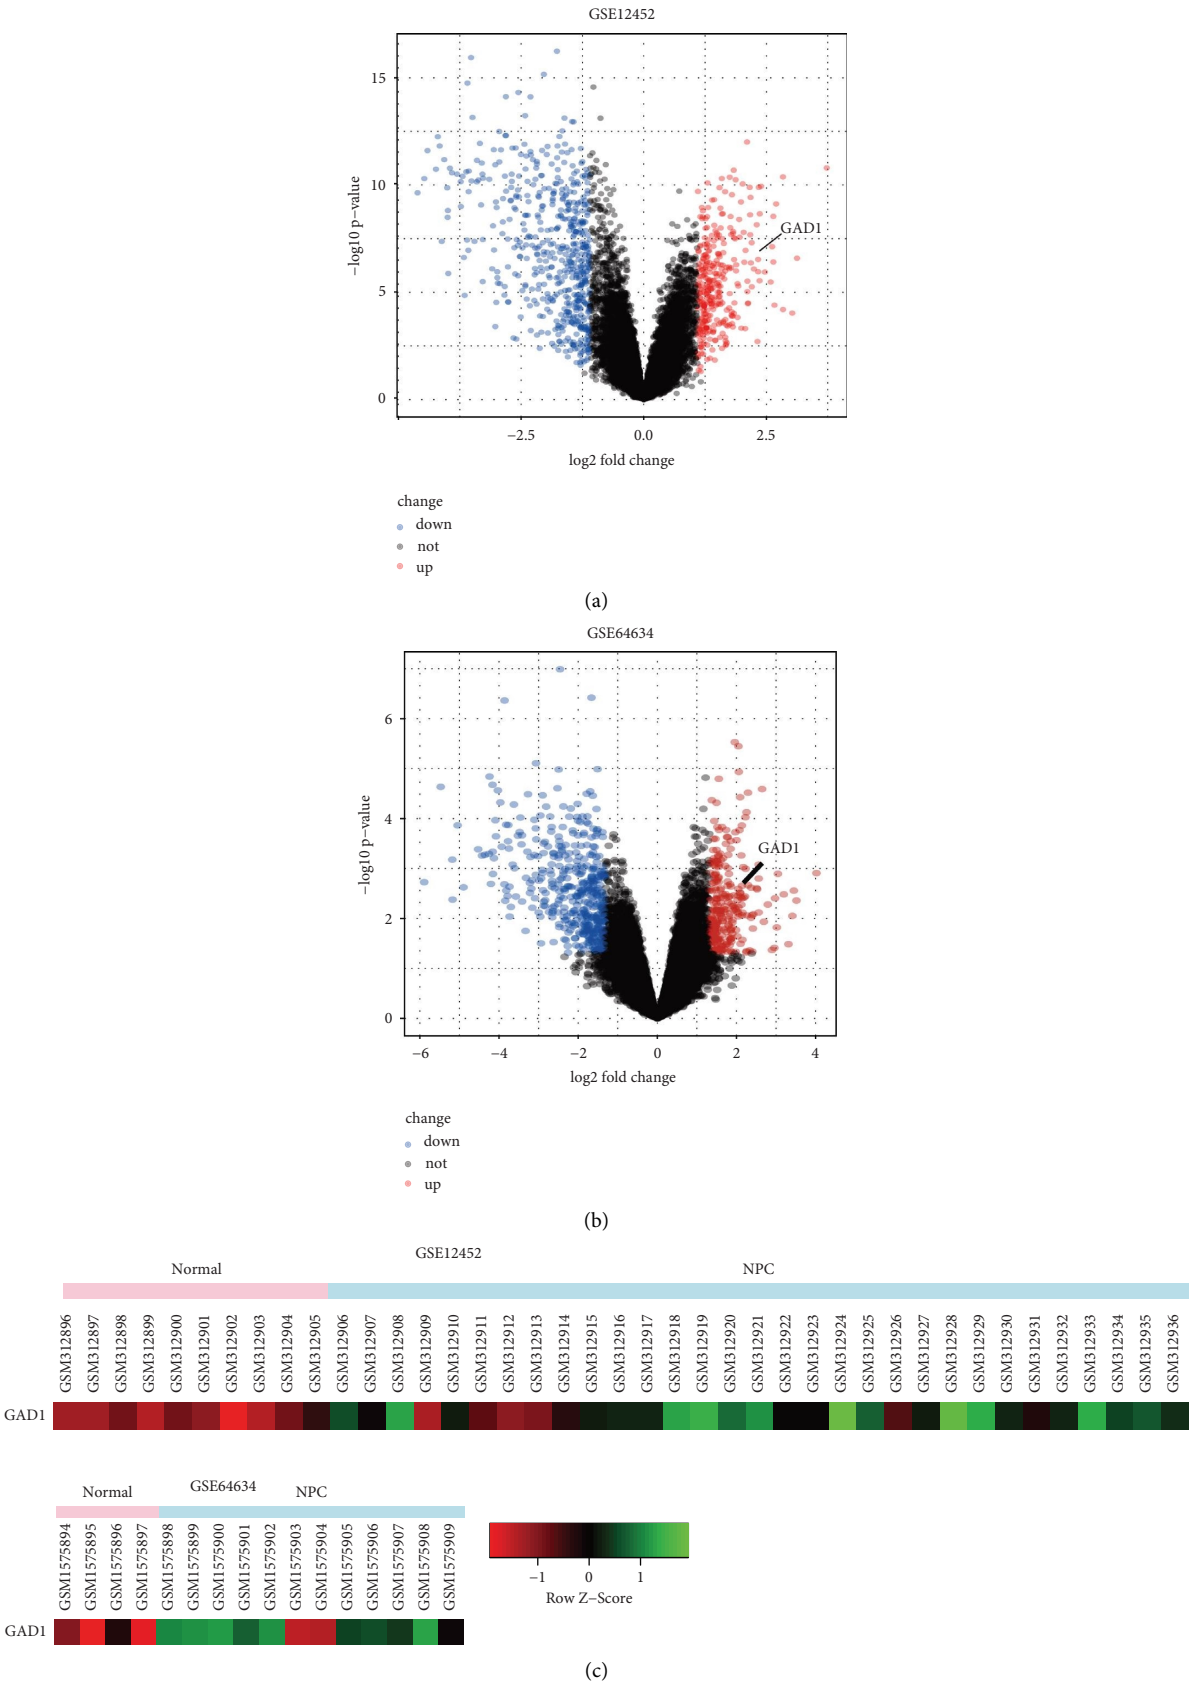 GSE12452
15
10
5
0
−log10 p−value
GAD1
−2.5 0.0 2.5
log2 fold change
change
down
not
up
(a)
GSE64634
6
4
2
0
−log10 p−value
GAD1
−6 −4 −2 0 2 4
log2 fold change
change
down
not
up
(b)
GSE12452
Normal NPC
GSM312896
GSM312897
GSM312898
GSM312899
GSM312900
GSM312901
GSM312902
GSM312903
GSM312904
GSM312905
GSM312906
GSM312907
GSM312908
GSM312909
GSM312910
GSM312911
GSM312912
GSM312913
GSM312914
GSM312915
GSM312916
GSM312917
GSM312918
GSM312919
GSM312920
GSM312921
GSM312922
GSM312923
GSM312924
GSM312925
GSM312926
GSM312927
GSM312928
GSM312929
GSM312930
GSM312931
GSM312932
GSM312933
GSM312934
GSM312935
GSM312936
GAD1
GSE64634
Normal NPC
GSM1575894
GSM1575895
GSM1575896
GSM1575897
GSM1575898
GSM1575899
GSM1575900
GSM1575901
GSM1575902
GSM1575903
GSM1575904
GSM1575905
GSM1575906
GSM1575907
GSM1575908
GSM1575909
GAD1
−1 0 1
Row Z−Score
(c)